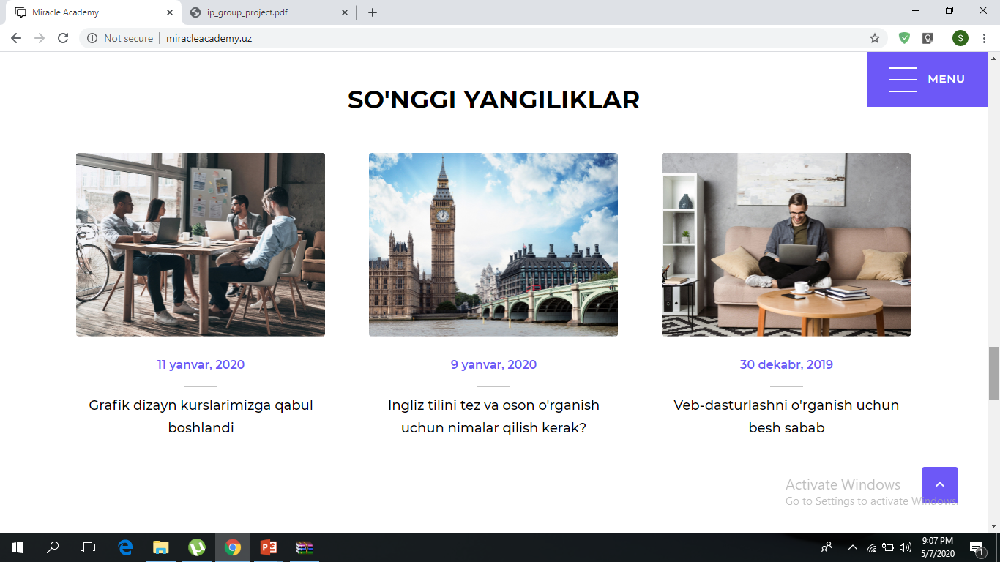 Miracle Academy
ip_group_project.pdf
Not secure
miracleacademy.uz
S
MENU
SO'NGGI YANGILIKLAR
11 yanvar, 2020
Grafik dizayn kurslarimizga qabul
boshlandi
9 yanvar, 2020
Ingliz tilini tez va oson o'rganish
uchun nimalar qilish kerak?
30 dekabr, 2019
Veb-dasturlashni o'rganish uchun
besh sabab
Activate Windows
Go to Settings to activate Windows.
9:07 PM
5/7/2020
1